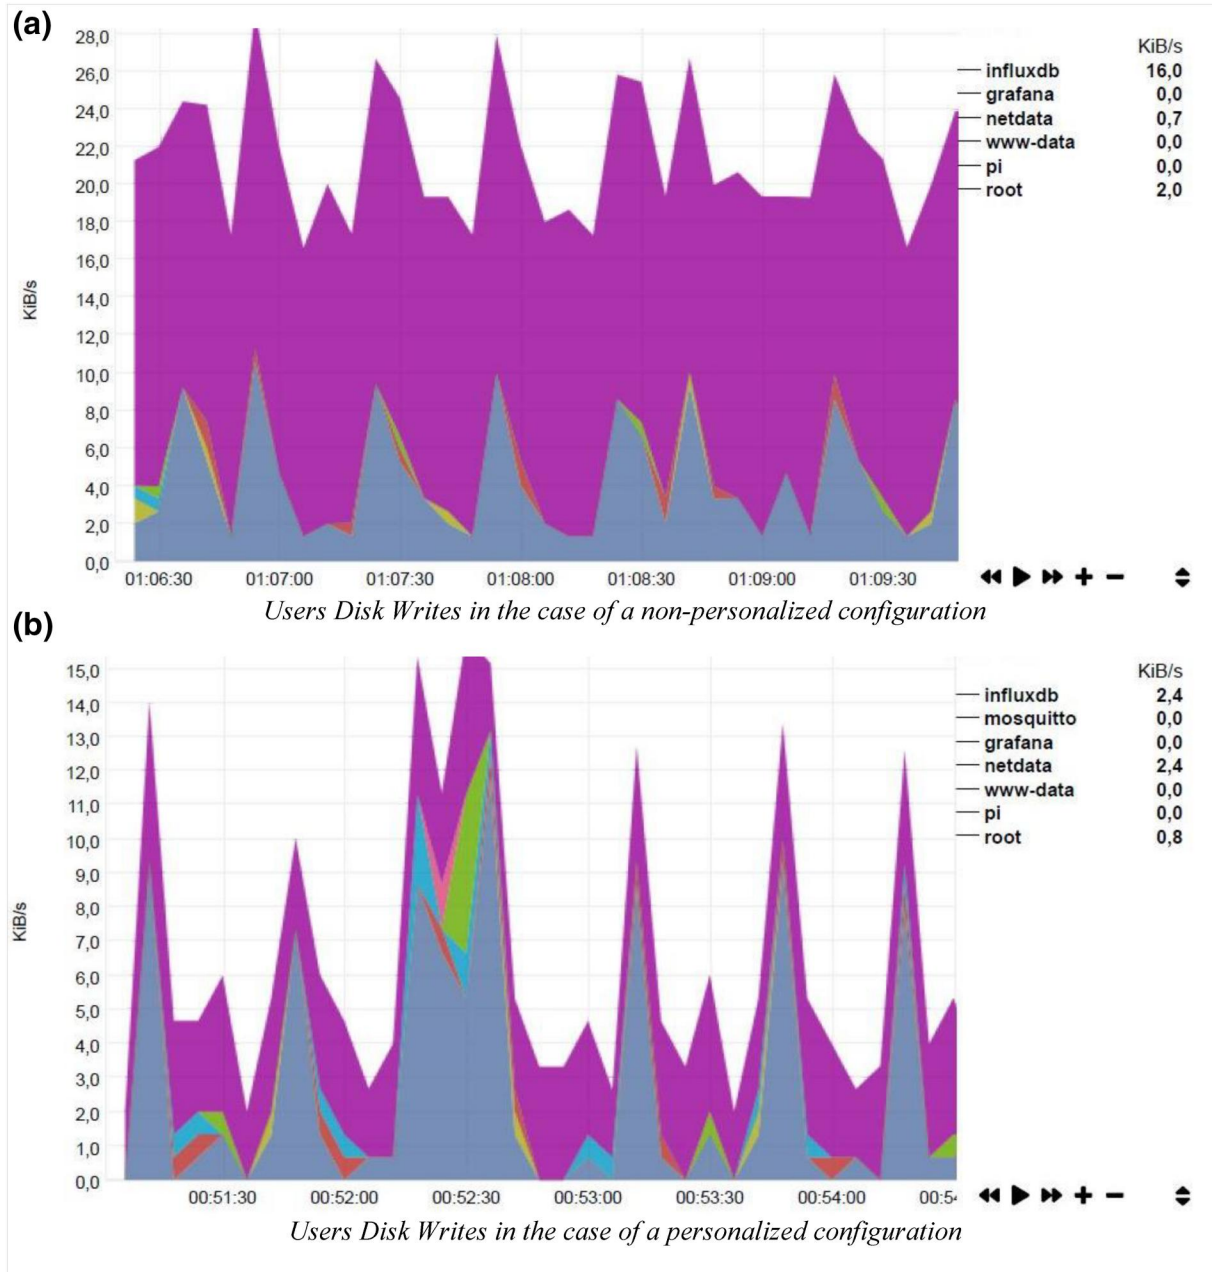 (a)
KiB/s
28,0
26,0
24,0
22,0
20,0
18,0
16,0
14,0
12,0
10,0
8,0
6,0
4,0
2,0
0,0
01:06:30 01:07:00 01:07:30 01:08:00 01:08:30 01:09:00 01:09:30
KiB/s
influxdb 16,0
grafana 0,0
netdata 0,7
www-data 0,0
pi 0,0
root 2,0
Users Disk Writes in the case of a non-personalized configuration
(b)
KiB/s
15,0
14,0
13,0
12,0
11,0
10,0
9,0
8,0
7,0
6,0
5,0
4,0
3,0
2,0
1,0
0,0
00:51:30 00:52:00 00:52:30 00:53:00 00:53:30 00:54:00 00:54
KiB/s
influxdb 2,4
mosquitto 0,0
grafana 0,0
netdata 2,4
www-data 0,0
pi 0,0
root 0,8
Users Disk Writes in the case of a personalized configuration